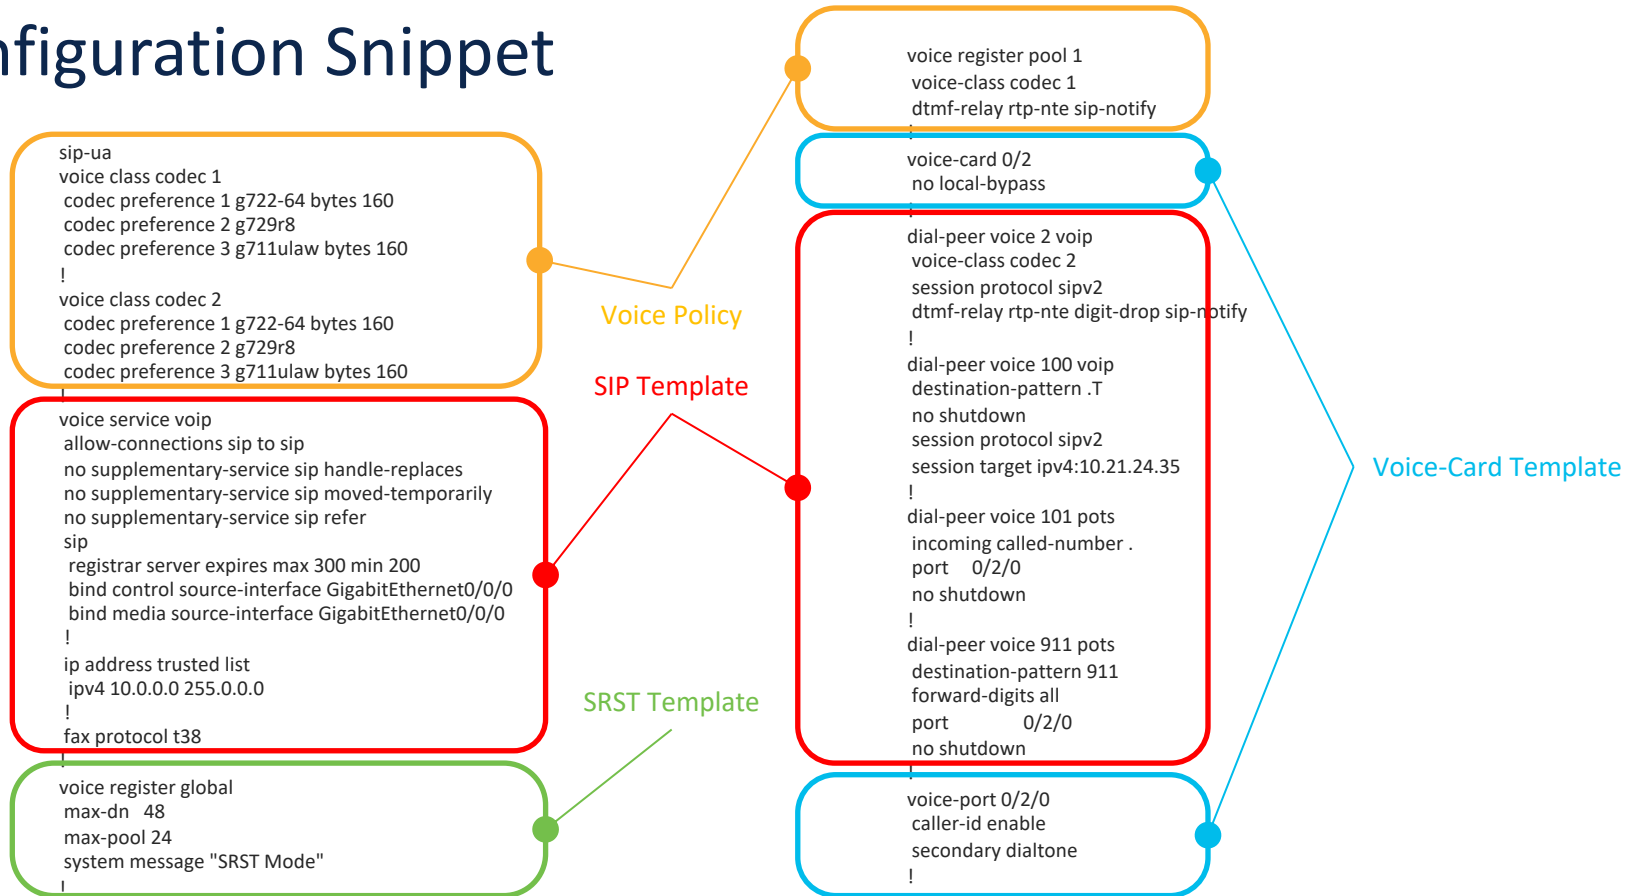 nfiguration Snippet
sip-ua
voice class codec 1
codec preference 1 g722-64 bytes 160
codec preference 2 g729r8
codec preference 3 g711ulaw bytes 160
!
voice class codec 2
codec preference 1 g722-64 bytes 160
codec preference 2 g729r8
codec preference 3 g711ulaw bytes 160
!
voice service voip
allow-connections sip to sip
no supplementary-service sip handle-replaces
no supplementary-service sip moved-temporarily
no supplementary-service sip refer
sip
registrar server expires max 300 min 200
bind control source-interface GigabitEthernet0/0/0
bind media source-interface GigabitEthernet0/0/0
!
ip address trusted list
ipv4 10.0.0.0 255.0.0.0
!
fax protocol t38
!
voice register global
max-dn 48
max-pool 24
system message "SRST Mode"
!
Voice Policy
SIP Template
SRST Template
voice register pool 1
voice-class codec 1
dtmf-relay rtp-nte sip-notify
!
voice-card 0/2
no local-bypass
!
dial-peer voice 2 voip
voice-class codec 2
session protocol sipv2
dtmf-relay rtp-nte digit-drop sip-notify
!
dial-peer voice 100 voip
destination-pattern .T
no shutdown
session protocol sipv2
session target ipv4:10.21.24.35
!
dial-peer voice 101 pots
incoming called-number .
port 0/2/0
no shutdown
!
dial-peer voice 911 pots
destination-pattern 911
forward-digits all
port 0/2/0
no shutdown
!
voice-port 0/2/0
caller-id enable
secondary dialtone
!
Voice-Card Template